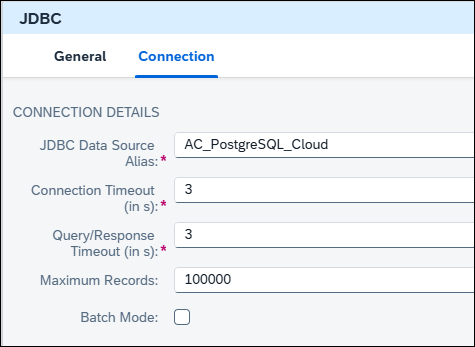 JDBC
General Connection
CONNECTION DETAILS
JDBC Data Source
Alias:*
AC_PostgreSQL_Cloud
Connection Timeout
(in s):*
3
Query/Response
Timeout (in s):*
3
Maximum Records: 100000
Batch Mode: